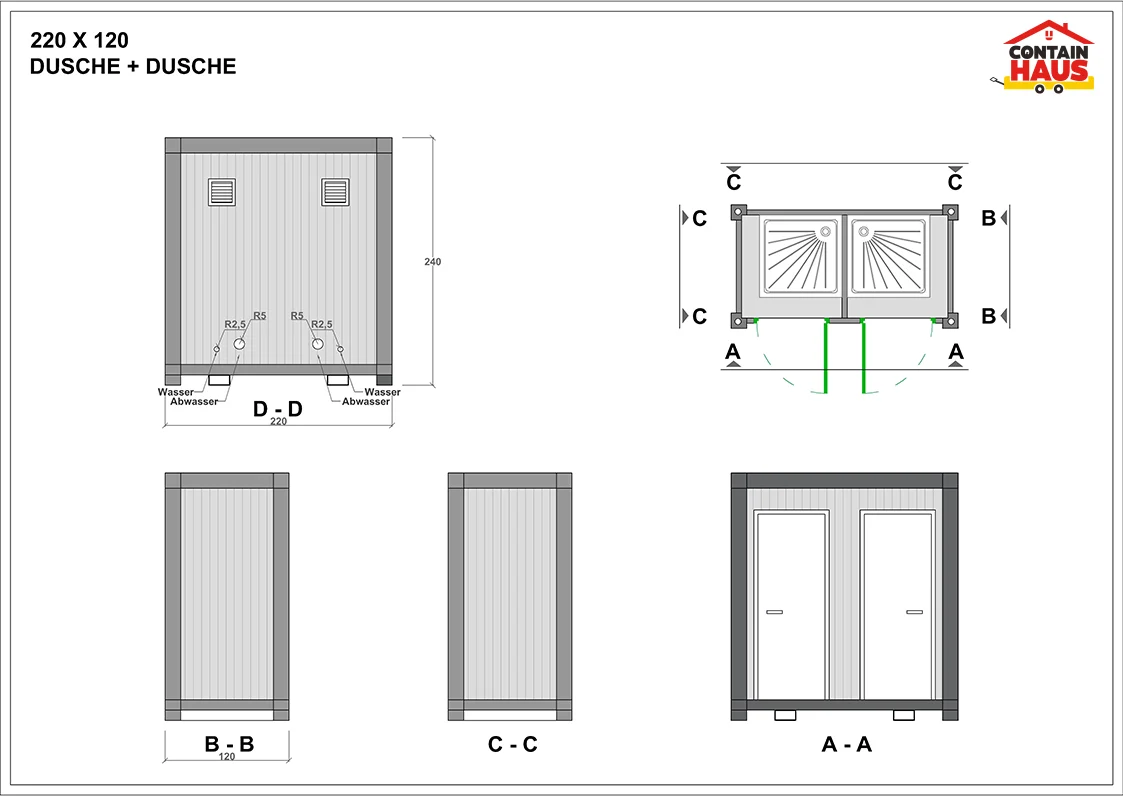 220 X 120
DUSCHE + DUSCHE
CONTAIN
HAUS
240
R2,5
R5
R5
R2,5
Wasser
Abwasser
Wasser
Abwasser
D - D
220
C
C
C
B
C
B
A
A
B - B
120
C - C
A - A